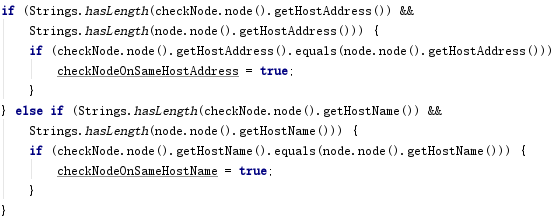 if (Strings.hasLength(checkNode.node().getHostAddress()) &&
    Strings.hasLength(node.node().getHostAddress())) {
    if (checkNode.node().getHostAddress().equals(node.node().getHostAddress()))
        checkNodeOnSameHostAddress = true;
    }
} else if (Strings.hasLength(checkNode.node().getHostName()) &&
    Strings.hasLength(node.node().getHostName())) {
    if (checkNode.node().getHostName().equals(node.node().getHostName())) {
        checkNodeOnSameHostName = true;
    }
}